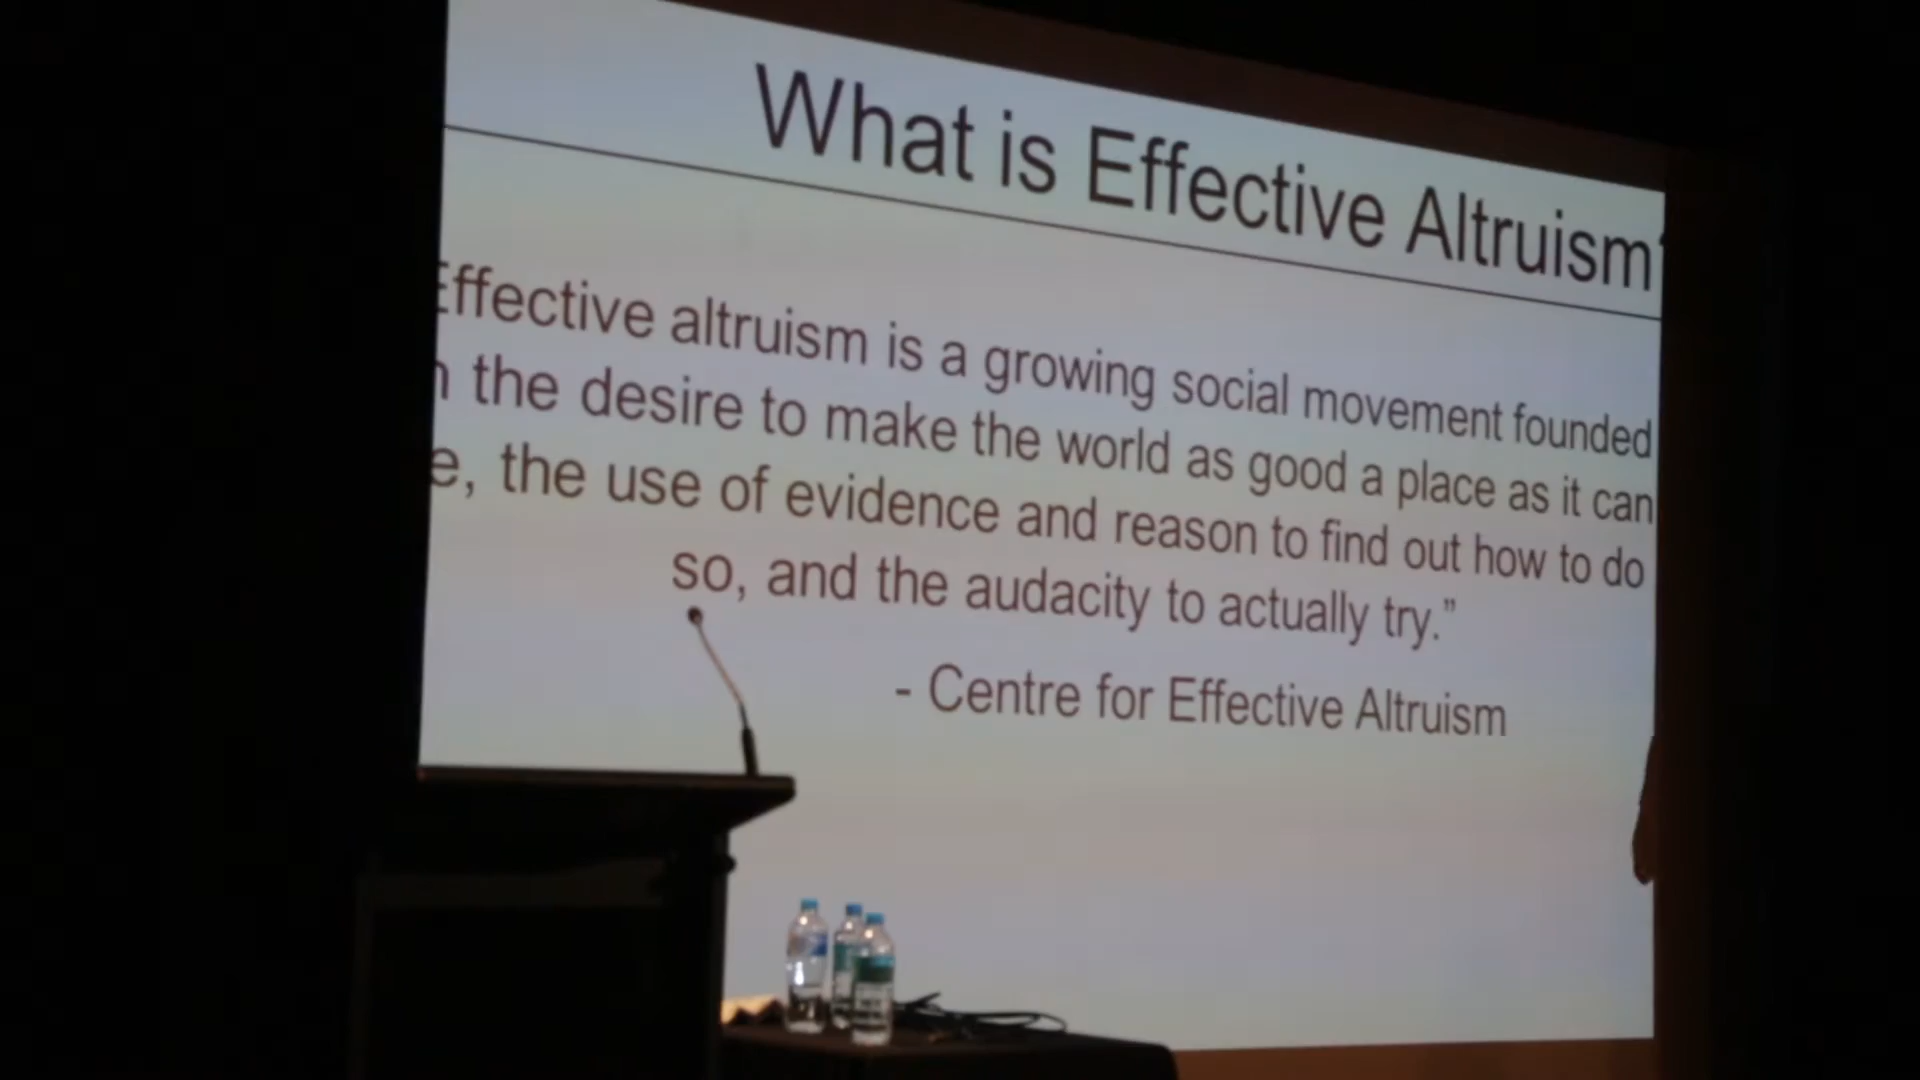 What is Effective Altruism?
Effective altruism is a growing social movement founded
the desire to make the world as good a place as it can
e, the use of evidence and reason to find out how to do
so, and the audacity to actually try.”
- Centre for Effective Altruism